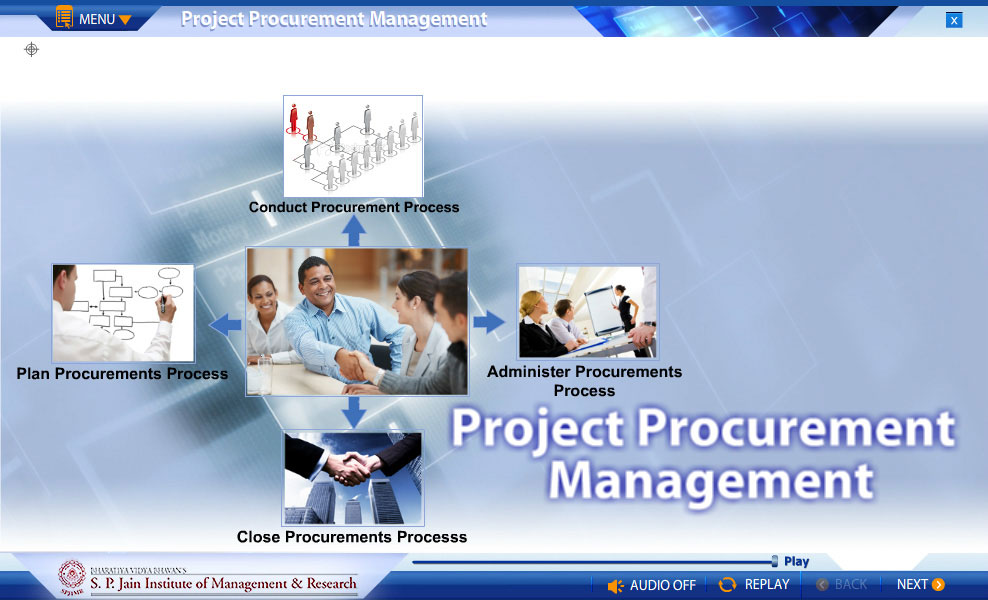 MENU
Project Procurement Management
X
Conduct Procurement Process
Plan Procurements Process
Administer Procurements
Process
Project Procurement
Management
Close Procurements Processs
Play
BHARATIYA VIDYA BHAVAN'S
S. P. Jain Institute of Management & Research
SPJIMR
AUDIO OFF
REPLAY
BACK
NEXT